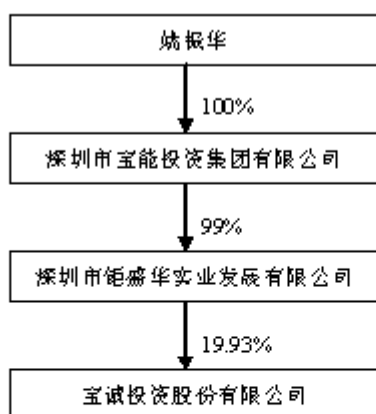 姚振华
100%
深圳市宝能投资集团有限公司
99%
深圳市钜盛华实业发展有限公司
19.93%
宝诚投资股份有限公司